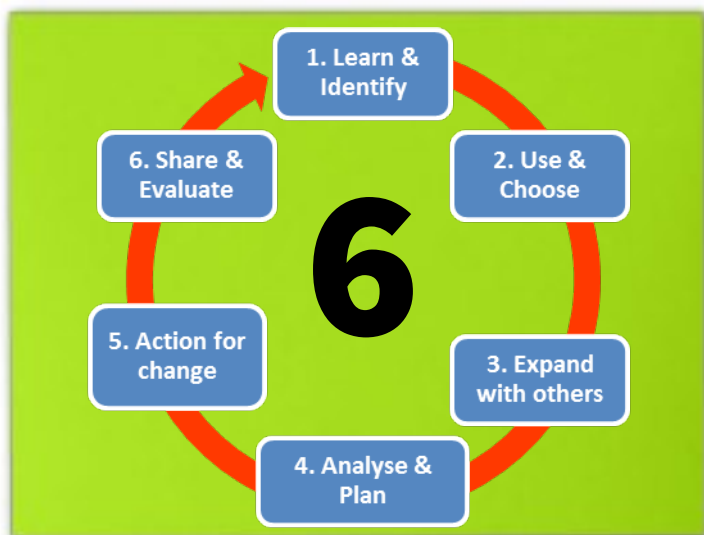 1. Learn &
Identify
2. Use &
Choose
3. Expand
with others
4. Analyse &
Plan
5. Action for
change
6. Share &
Evaluate
6